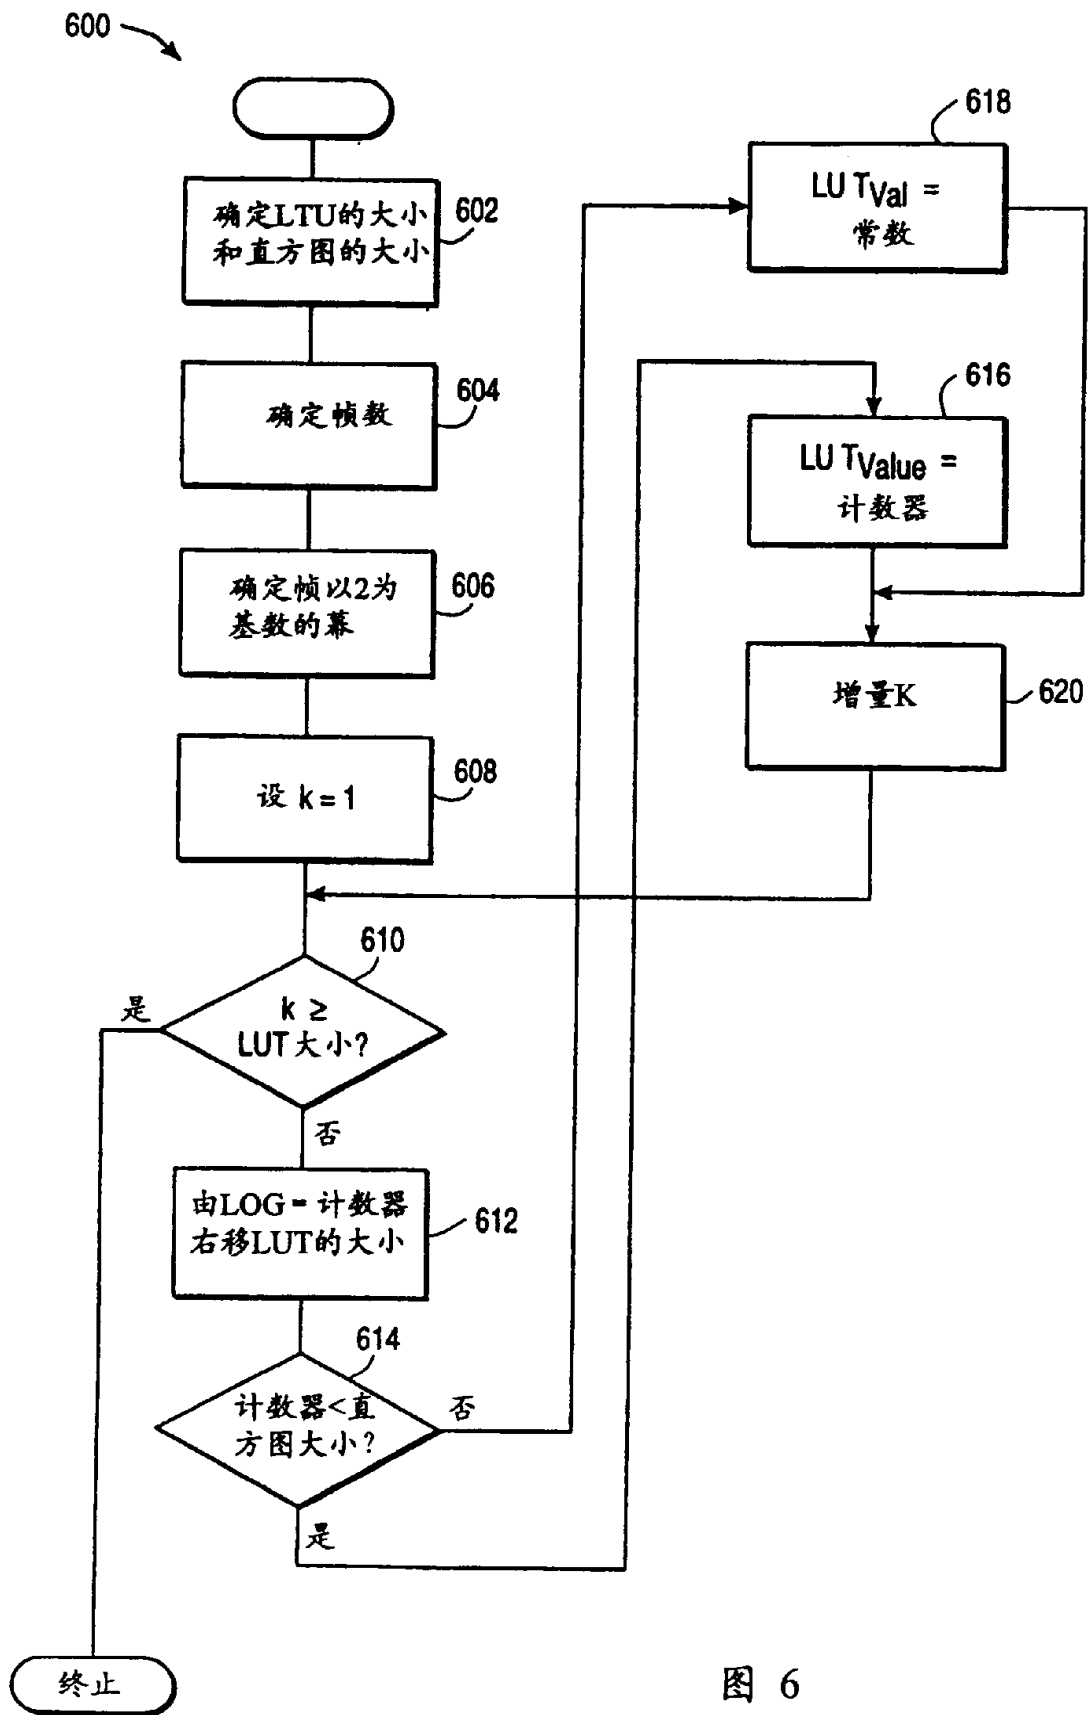 600
确定LTU的大小
和直方图的大小
602
确定帧数
604
确定帧以2为
基数的幕
606
设 k = 1
608
610
k ≥
LUT大小?
是
否
由LOG = 计数器
右移LUT的大小
612
614
计数器<直
方图大小?
否
是
终止
618
LU TVal =
常数
616
LU TValue =
计数器
增量K
620
图 6